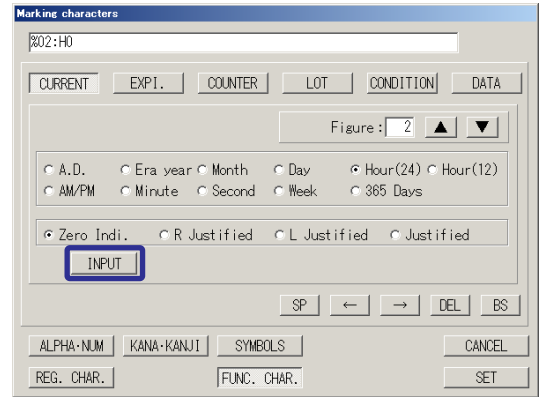 Marking characters
%02:H0
CURRENT EXPI. COUNTER LOT CONDITION DATA
Figure: 2 ▲ ▼
A.D. Era year Month Day Hour(24) Hour(12)
AM/PM Minute Second Week 365 Days
Zero Indi. R Justified L Justified Justified
INPUT
SP ← → DEL BS
ALPHA･NUM KANA･KANJI SYMBOLS CANCEL
REG. CHAR. FUNC. CHAR. SET